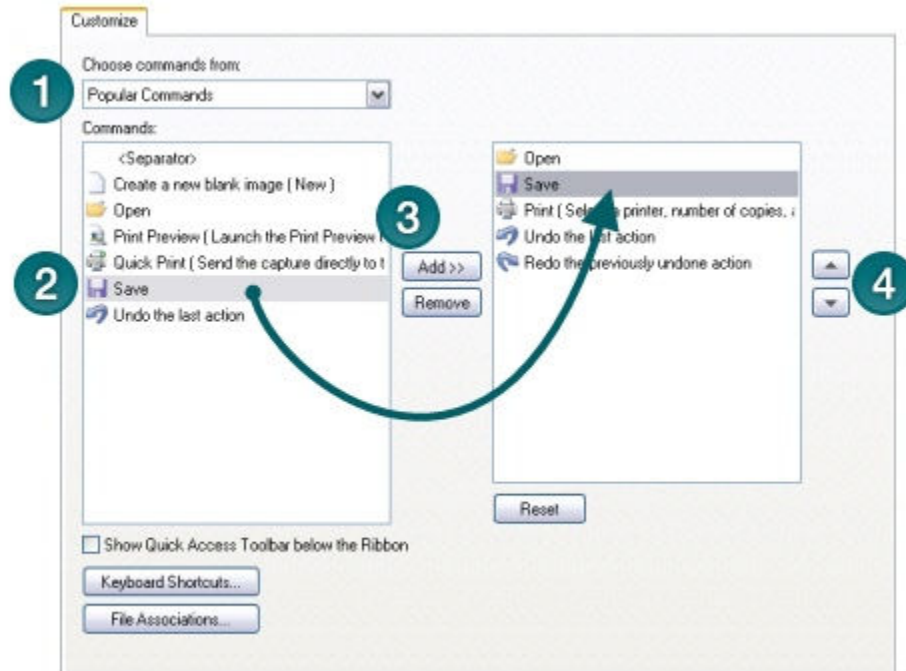 Customize
Choose commands from:
1
Popular Commands
Commands:
<Separator>
Create a new blank image ( New )
Open
Print Preview ( Launch the Print Preview
Quick Print ( Send the capture directly to t
2
Save
Undo the last action
3
Add >>
Remove
Open
Save
Print ( Select a printer, number of copies, a
Undo the last action
Redo the previously undone action
4
Reset
Show Quick Access Toolbar below the Ribbon
Keyboard Shortcuts...
File Associations...